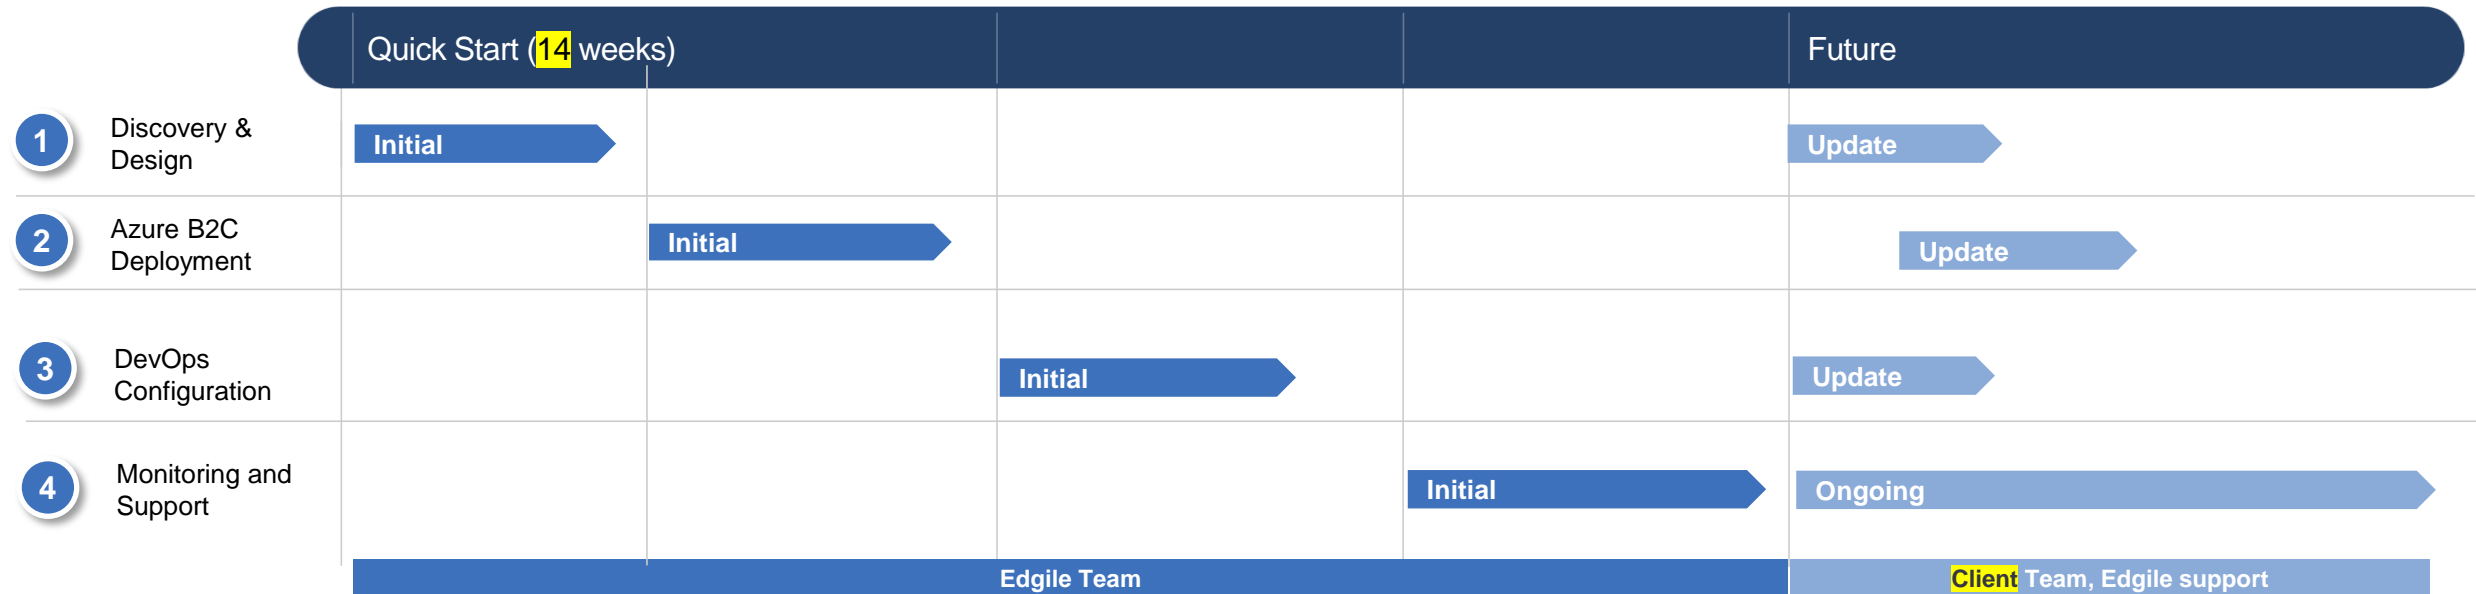 Quick Start (14 weeks)
Future
1
Discovery &
Design
Initial
Update
2
Azure B2C
Deployment
Initial
Update
3
DevOps
Configuration
Initial
Update
4
Monitoring and
Support
Initial
Ongoing
Edgile Team
Client Team, Edgile support